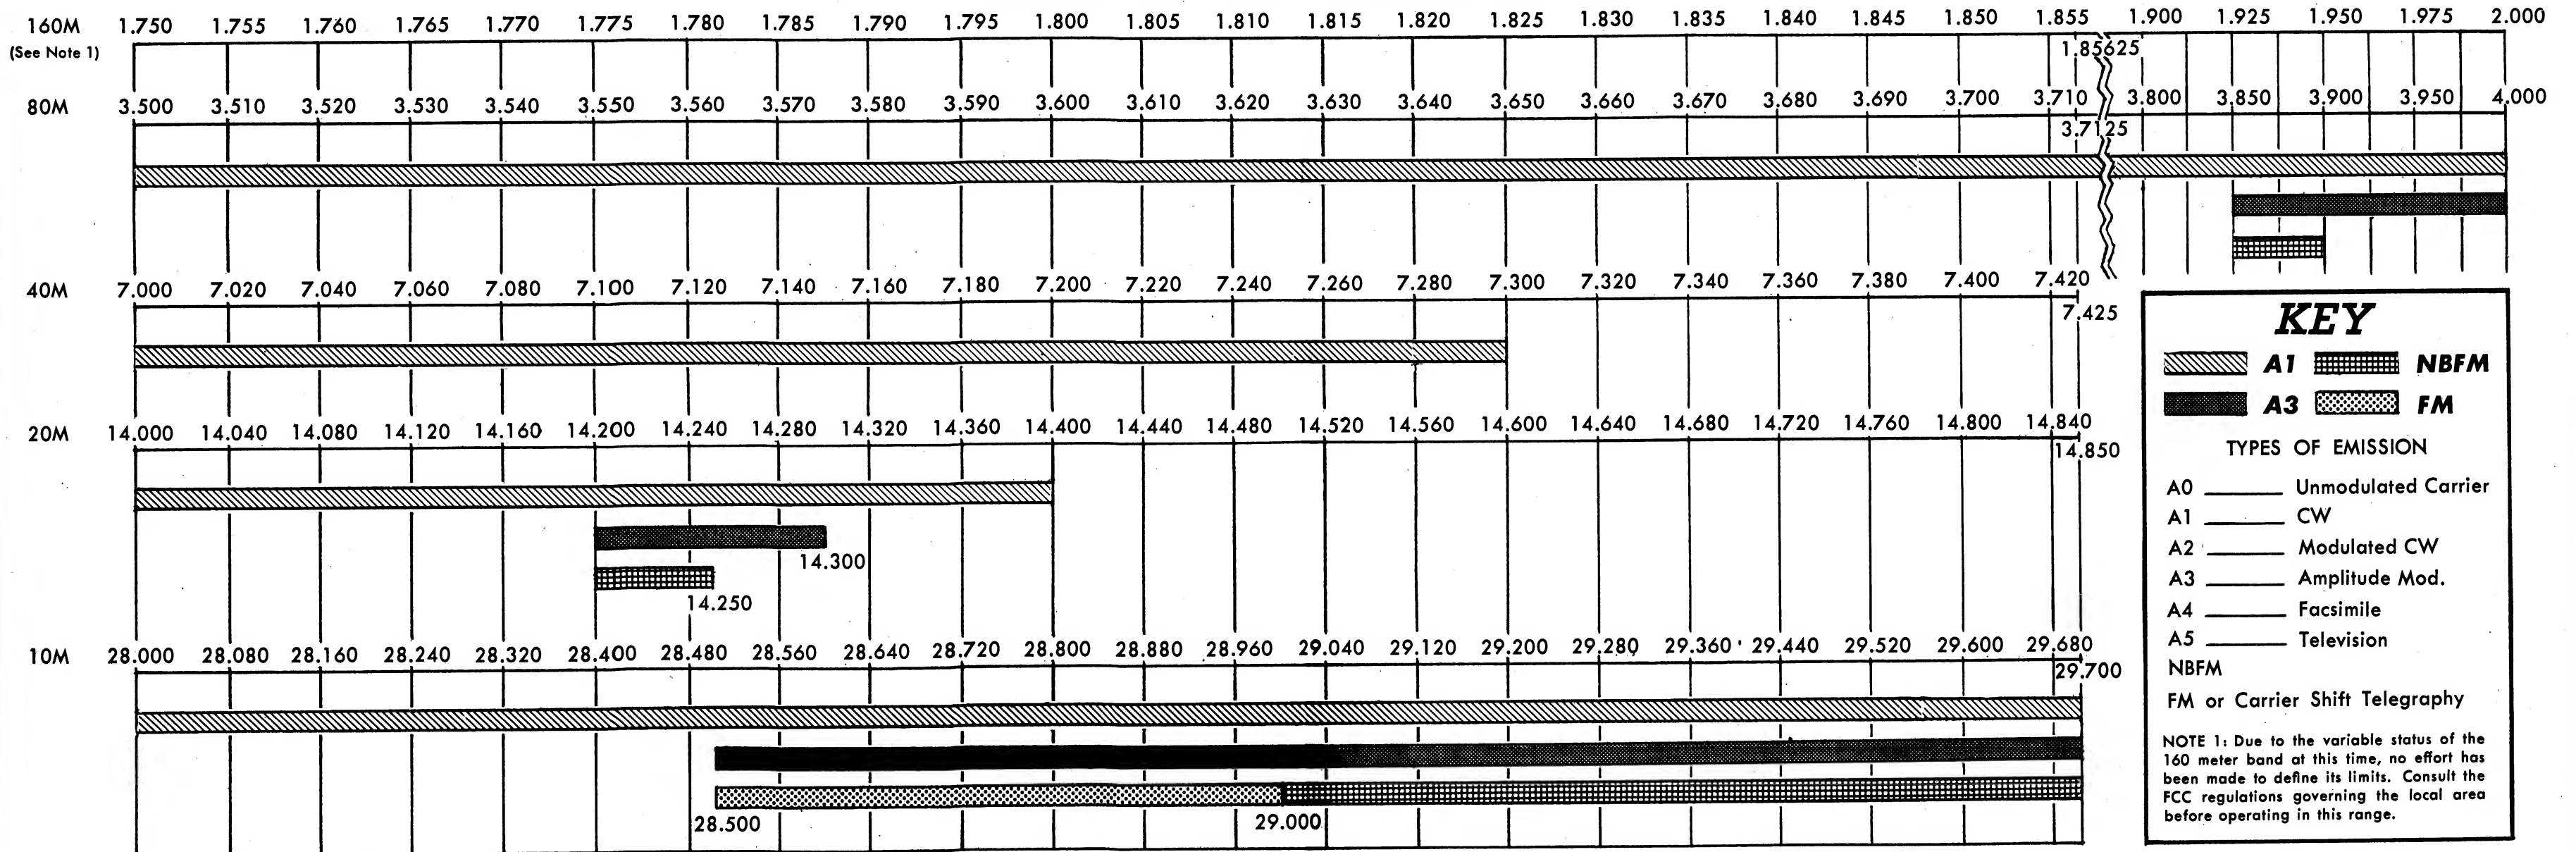 160M 1.750 1.755 1.760 1.765 1.770 1.775 1.780 1.785 1.790 1.795 1.800 1.805 1.810 1.815 1.820 1.825 1.830 1.835 1.840 1.845 1.850 1.855 1.900 1.925 1.950 1.975 2.000
(See Note 1)
1.85625
80M 3.500 3.510 3.520 3.530 3.540 3.550 3.560 3.570 3.580 3.590 3.600 3.610 3.620 3.630 3.640 3.650 3.660 3.670 3.680 3.690 3.700 3.710 3.800 3.850 3.900 3.950 4.000
3.7125
40M 7.000 7.020 7.040 7.060 7.080 7.100 7.120 7.140 7.160 7.180 7.200 7.220 7.240 7.260 7.280 7.300 7.320 7.340 7.360 7.380 7.400 7.420
7.425
20M 14.000 14.040 14.080 14.120 14.160 14.200 14.240 14.280 14.320 14.360 14.400 14.440 14.480 14.520 14.560 14.600 14.640 14.680 14.720 14.760 14.800 14.840
14.850
14.300
14.250
10M 28.000 28.080 28.160 28.240 28.320 28.400 28.480 28.560 28.640 28.720 28.800 28.880 28.960 29.040 29.120 29.200 29.280 29.360 29.440 29.520 29.600 29.680
29.700
28.500 29.000
KEY
A1 NBFM
A3 FM
TYPES OF EMISSION
A0 ______ Unmodulated Carrier
A1 ______ CW
A2 ______ Modulated CW
A3 ______ Amplitude Mod.
A4 ______ Facsimile
A5 ______ Television
NBFM
FM or Carrier Shift Telegraphy
NOTE 1: Due to the variable status of the
160 meter band at this time, no effort has
been made to define its limits. Consult the
FCC regulations governing the local area
before operating in this range.